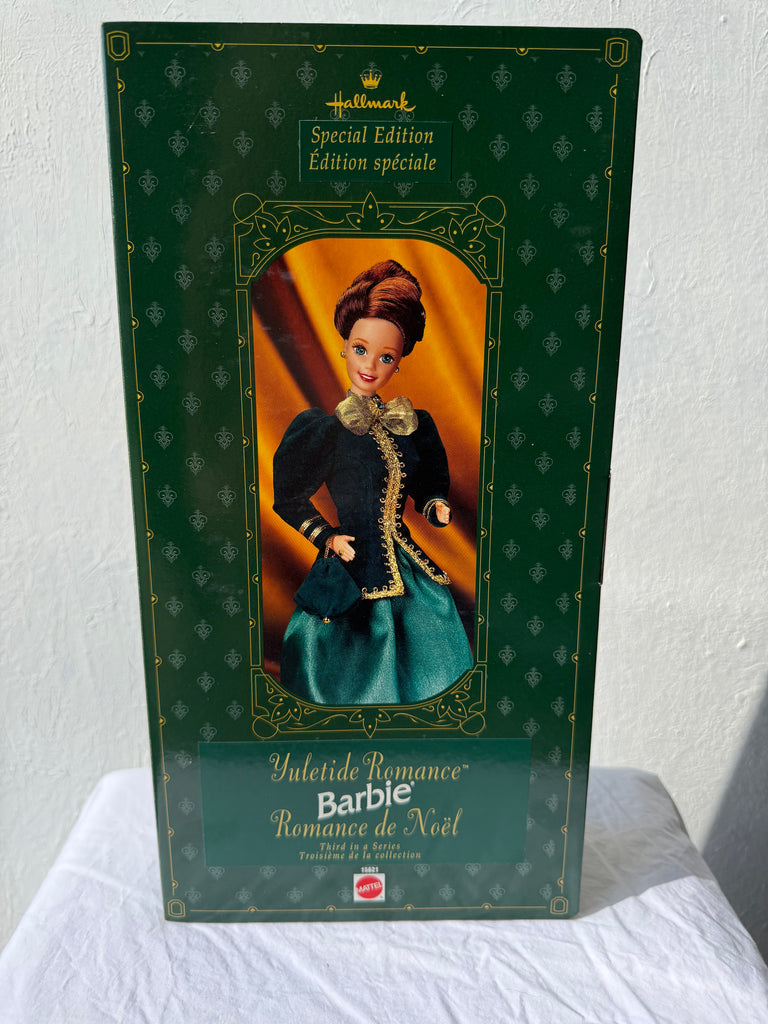 Hallmark
Special Edition
Édition spéciale
Yuletide Romance™
Barbie®
Romance de Noël
Third in a Series
Troisième de la collection
15621
MATTEL